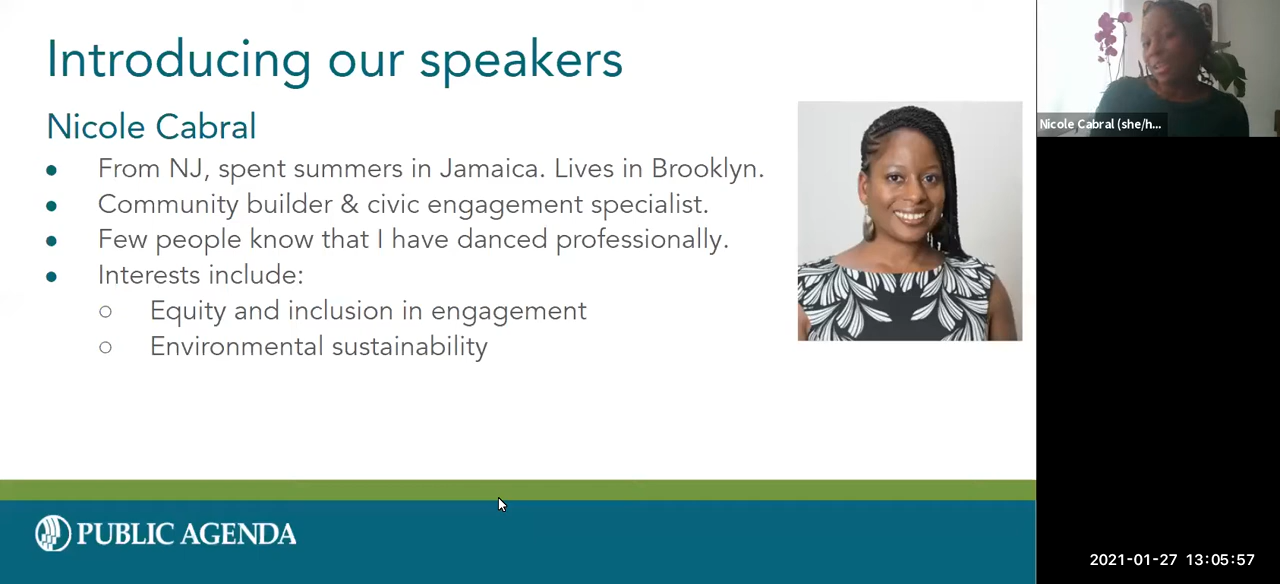 Introducing our speakers
Nicole Cabral
● From NJ, spent summers in Jamaica. Lives in Brooklyn.
● Community builder & civic engagement specialist.
● Few people know that I have danced professionally.
● Interests include:
○ Equity and inclusion in engagement
○ Environmental sustainability
PUBLIC AGENDA
Nicole Cabral (she/h...
2021-01-27 13:05:57